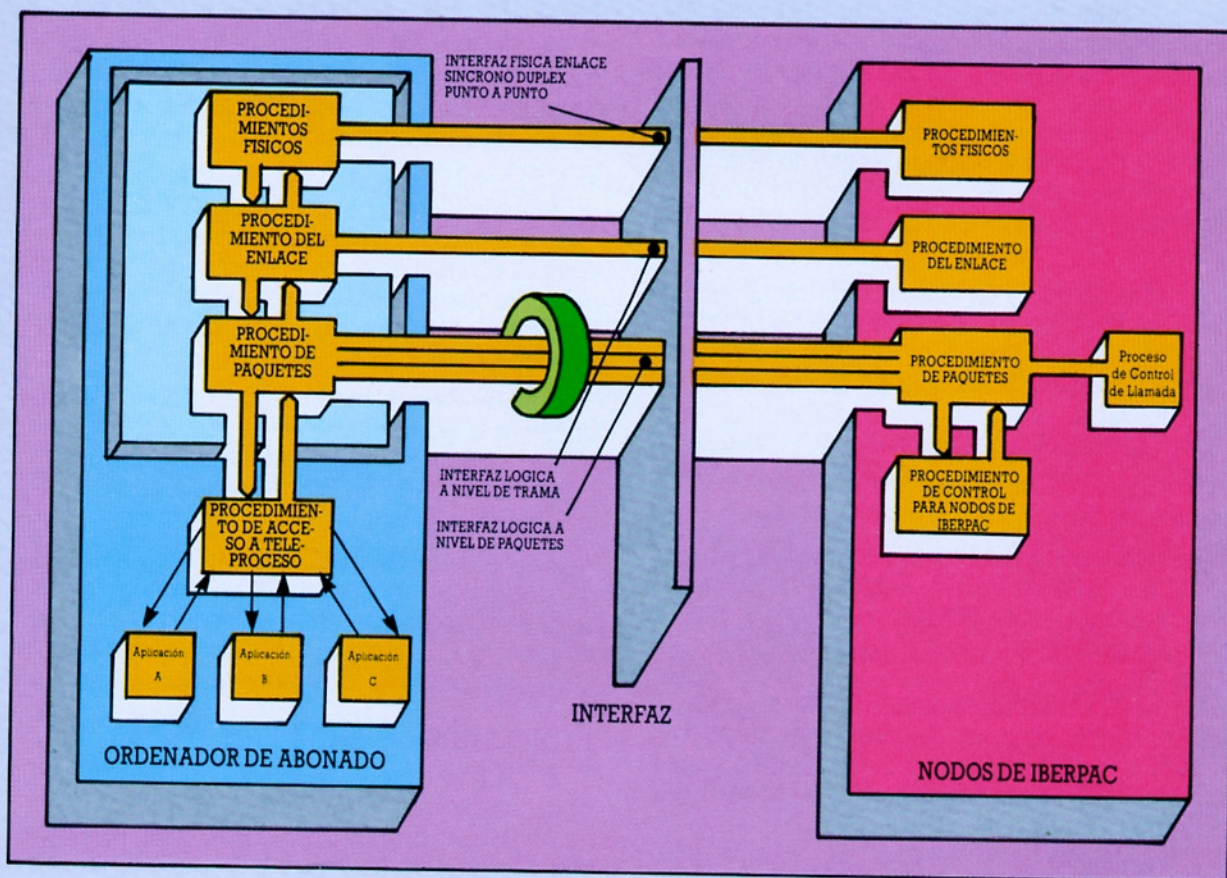 INTERFAZ FISICA ENLACE
SINCRONO DUPLEX
PUNTO A PUNTO
PROCEDI-
MIENTOS
FISICOS
PROCEDIMIEN-
TOS FISICOS
PROCEDI-
MIENTO DEL
ENLACE
PROCEDIMIENTO
DEL ENLACE
PROCEDI-
MIENTO DE
PAQUETES
PROCEDIMIENTO
DE PAQUETES
Proceso
de Control
de Llamada
INTERFAZ LOGICA
A NIVEL DE TRAMA
INTERFAZ LOGICA A
NIVEL DE PAQUETES
PROCEDIMIENTO
DE CONTROL
PARA NODOS DE
IBERPAC
PROCEDIMIEN-
TO DE ACCE-
SO A TELE-
PROCESO
Aplicación
A
Aplicación
B
Aplicación
C
ORDENADOR DE ABONADO
INTERFAZ
NODOS DE IBERPAC